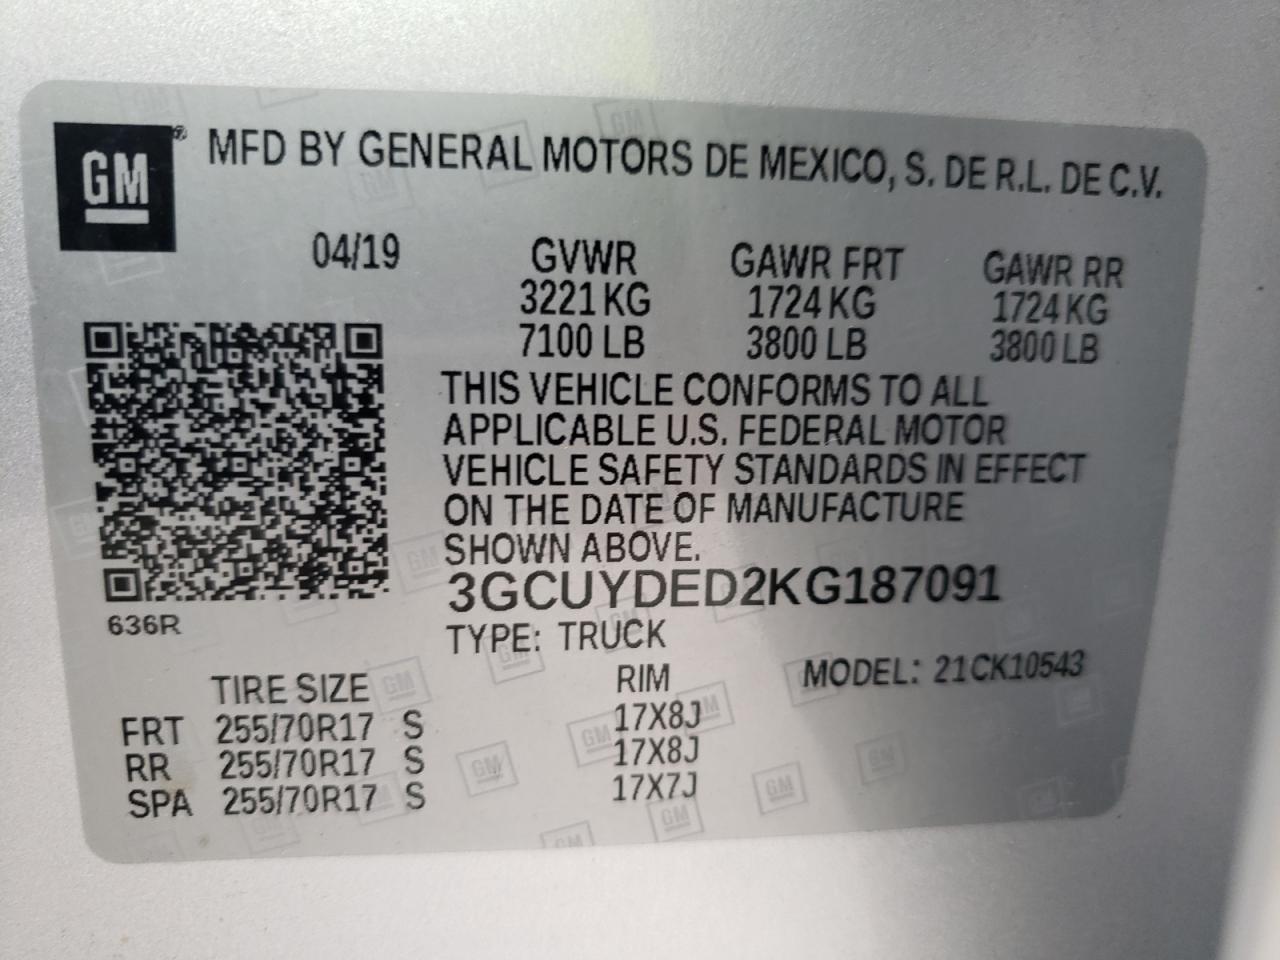 GM® MFD BY GENERAL MOTORS DE MEXICO, S. DE R.L. DE C.V.
04/19 GVWR GAWR FRT GAWR RR
3221 KG 1724 KG 1724 KG
7100 LB 3800 LB 3800 LB
THIS VEHICLE CONFORMS TO ALL
APPLICABLE U.S. FEDERAL MOTOR
VEHICLE SAFETY STANDARDS IN EFFECT
ON THE DATE OF MANUFACTURE
SHOWN ABOVE.
3GCUYDED2KG187091
636R
TYPE: TRUCK
MODEL: 21CK10543
TIRE SIZE RIM
FRT 255/70R17 S 17X8J
RR 255/70R17 S 17X8J
SPA 255/70R17 S 17X7J